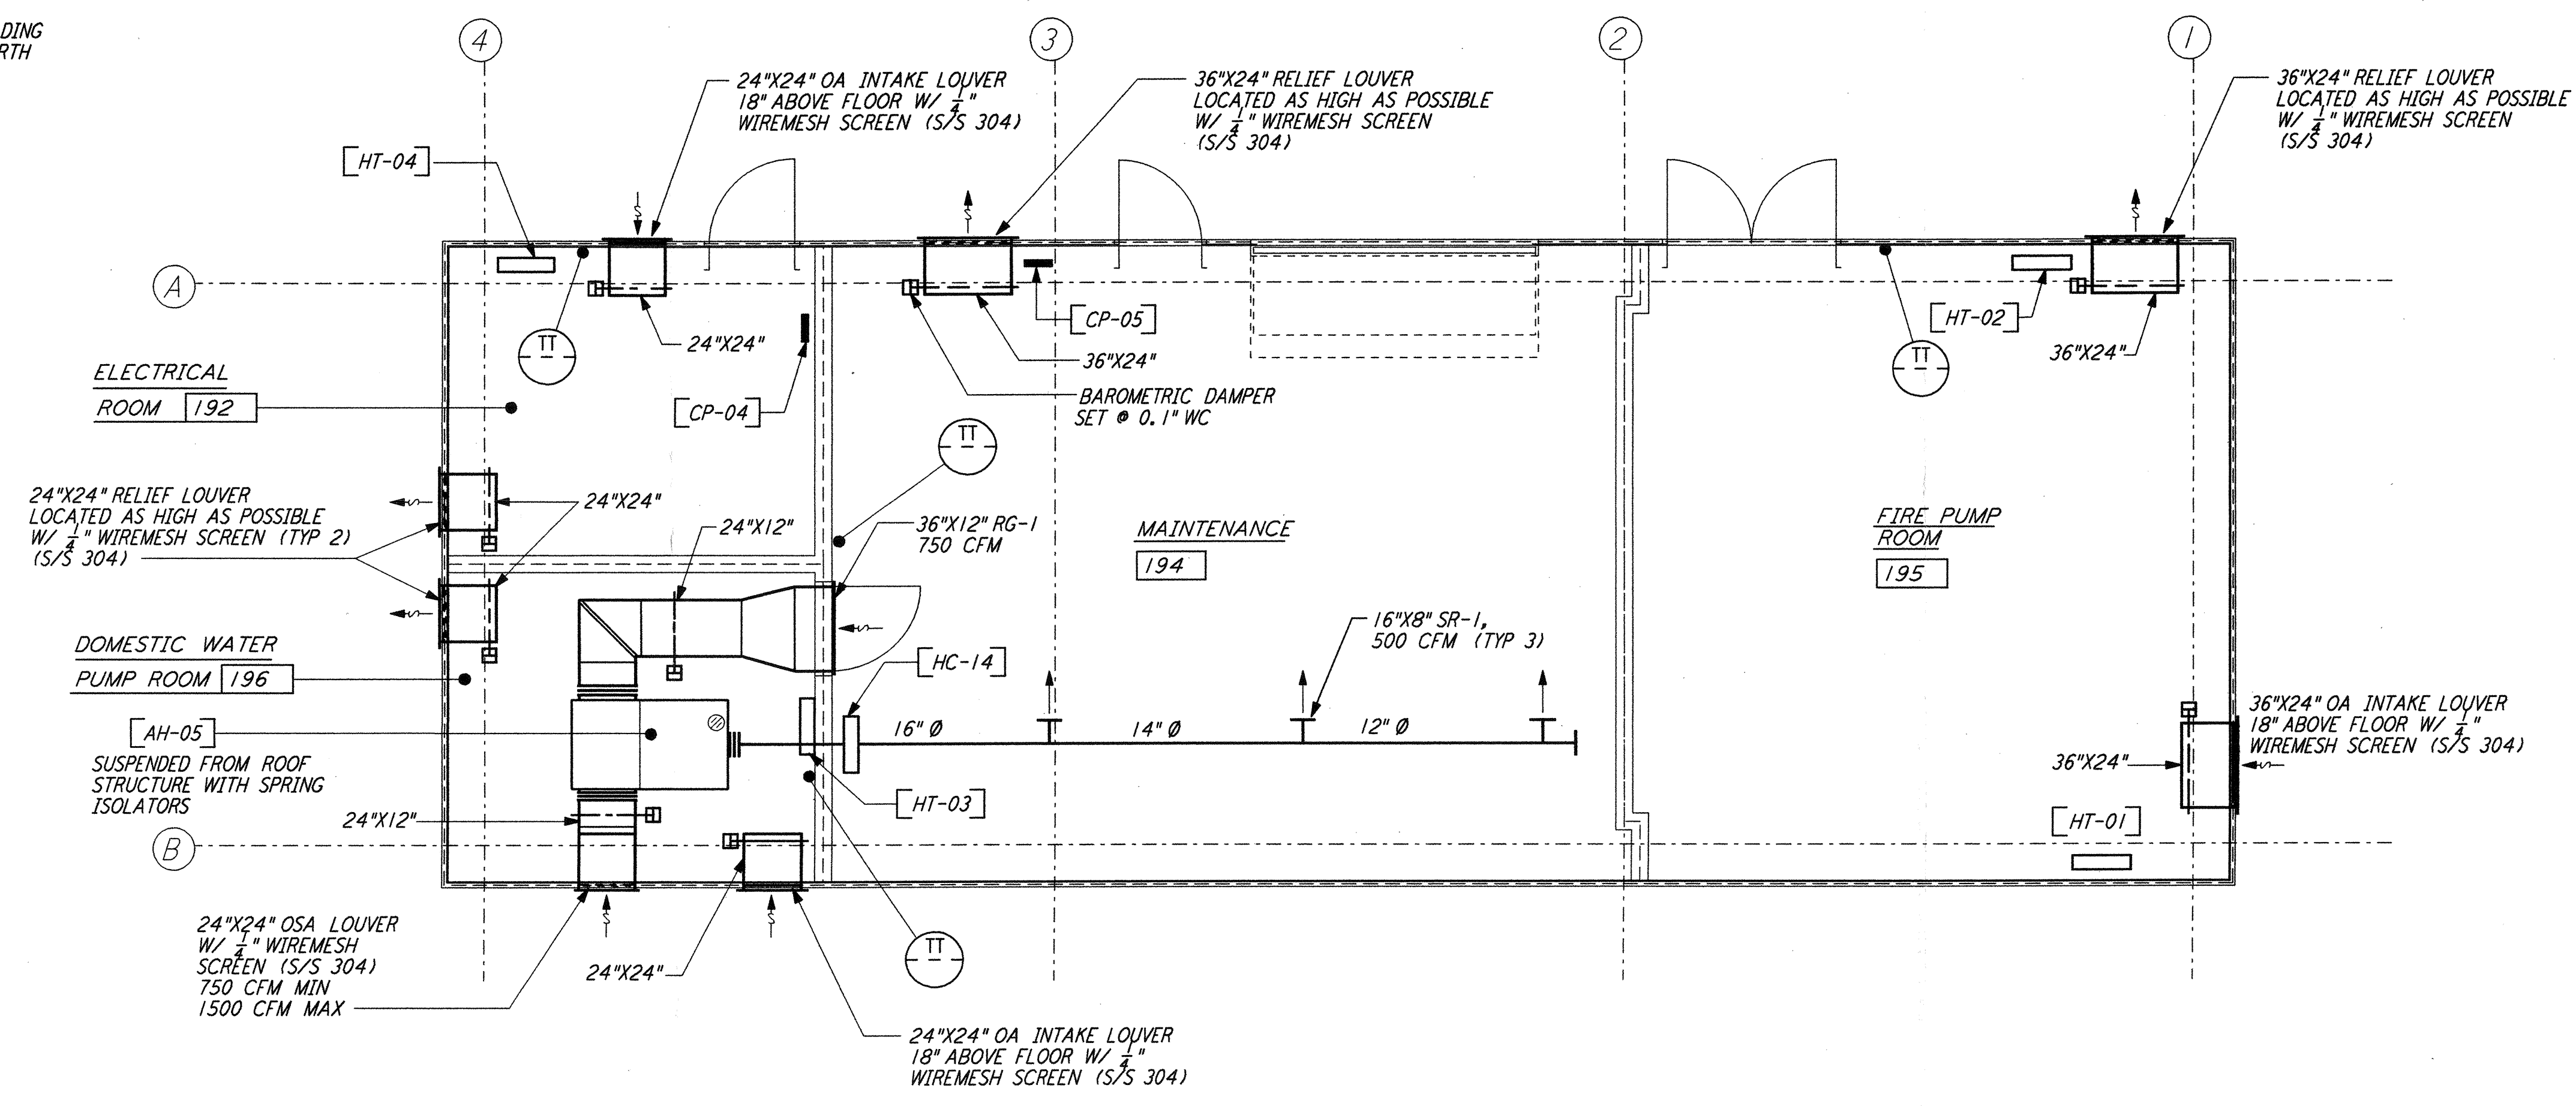 DING
RTH
4
3
2
1
24"X24" OA INTAKE LOUVER
18" ABOVE FLOOR W/ 1/4"
WIREMESH SCREEN (S/S 304)
36"X24" RELIEF LOUVER
LOCATED AS HIGH AS POSSIBLE
W/ 1/4" WIREMESH SCREEN
(S/S 304)
36"X24" RELIEF LOUVER
LOCATED AS HIGH AS POSSIBLE
W/ 1/4" WIREMESH SCREEN
(S/S 304)
[HT-04]
A
TT
24"X24"
[CP-05]
36"X24"
BAROMETRIC DAMPER
SET @ 0.1" WC
[HT-02]
TT
36"X24"
ELECTRICAL
ROOM 192
[CP-04]
TT
24"X24" RELIEF LOUVER
LOCATED AS HIGH AS POSSIBLE
W/ 1/4" WIREMESH SCREEN (TYP 2)
(S/S 304)
24"X24"
24"X12"
36"X12" RG-1
750 CFM
MAINTENANCE
194
FIRE PUMP
ROOM
195
DOMESTIC WATER
PUMP ROOM 196
[HC-14]
16"X8" SR-1,
500 CFM (TYP 3)
[AH-05]
SUSPENDED FROM ROOF
STRUCTURE WITH SPRING
ISOLATORS
16" Ø
14" Ø
12" Ø
36"X24" OA INTAKE LOUVER
18" ABOVE FLOOR W/ 1/4"
WIREMESH SCREEN (S/S 304)
36"X24"
[HT-03]
24"X12"
[HT-01]
B
24"X24" OSA LOUVER
W/ 1/4" WIREMESH
SCREEN (S/S 304)
750 CFM MIN
1500 CFM MAX
24"X24"
TT
24"X24" OA INTAKE LOUVER
18" ABOVE FLOOR W/ 1/4"
WIREMESH SCREEN (S/S 304)